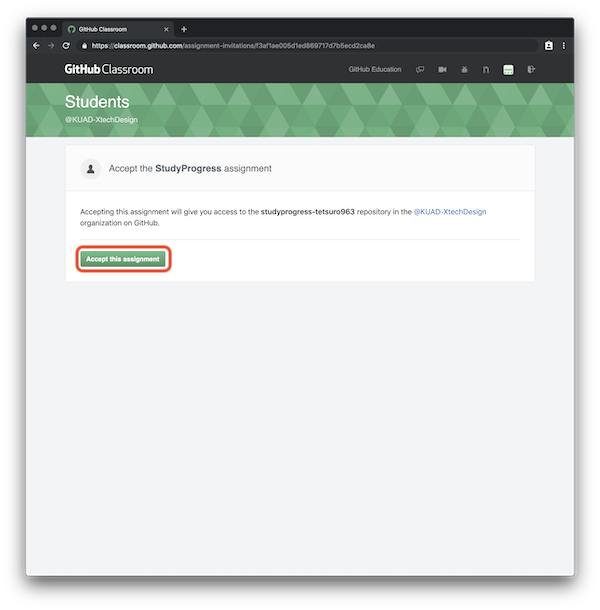 GitHub Classroom
https://classroom.github.com/assignment-invitations/f3af1ae005d1ed869717d7b5ecd2ca8e
GitHub Classroom
GitHub Education
Students
@KUAD-XtechDesign
Accept the StudyProgress assignment
Accepting this assignment will give you access to the studyprogress-tetsuro963 repository in the @KUAD-XtechDesign
organization on GitHub.
Accept this assignment